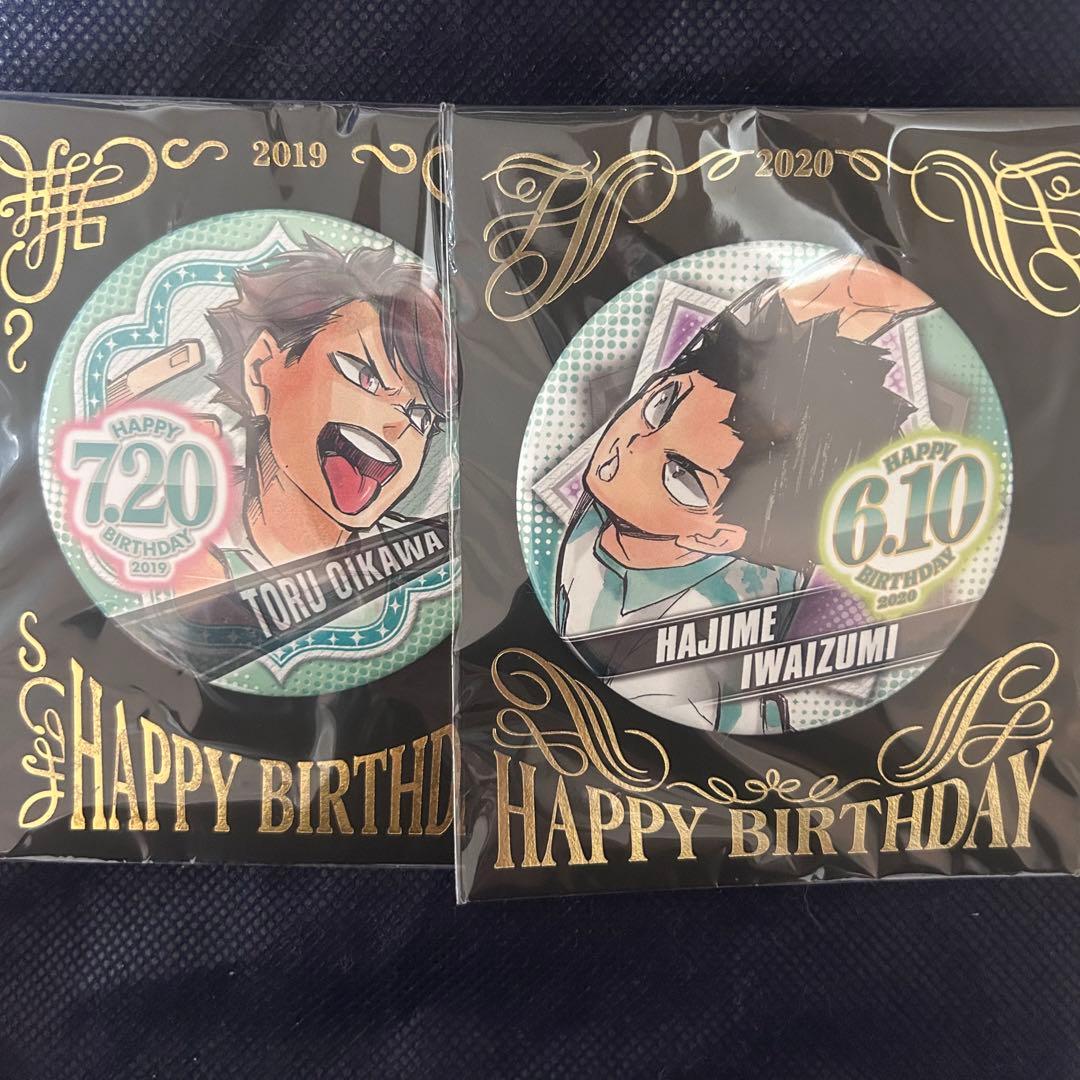 2019
HAPPY
7.20
BIRTHDAY
2019
TORU OIKAWA
HAPPY BIRTHD
2020
HAPPY
6.10
BIRTHDAY
2020
HAJIME
IWAIZUMI
HAPPY BIRTHDAY